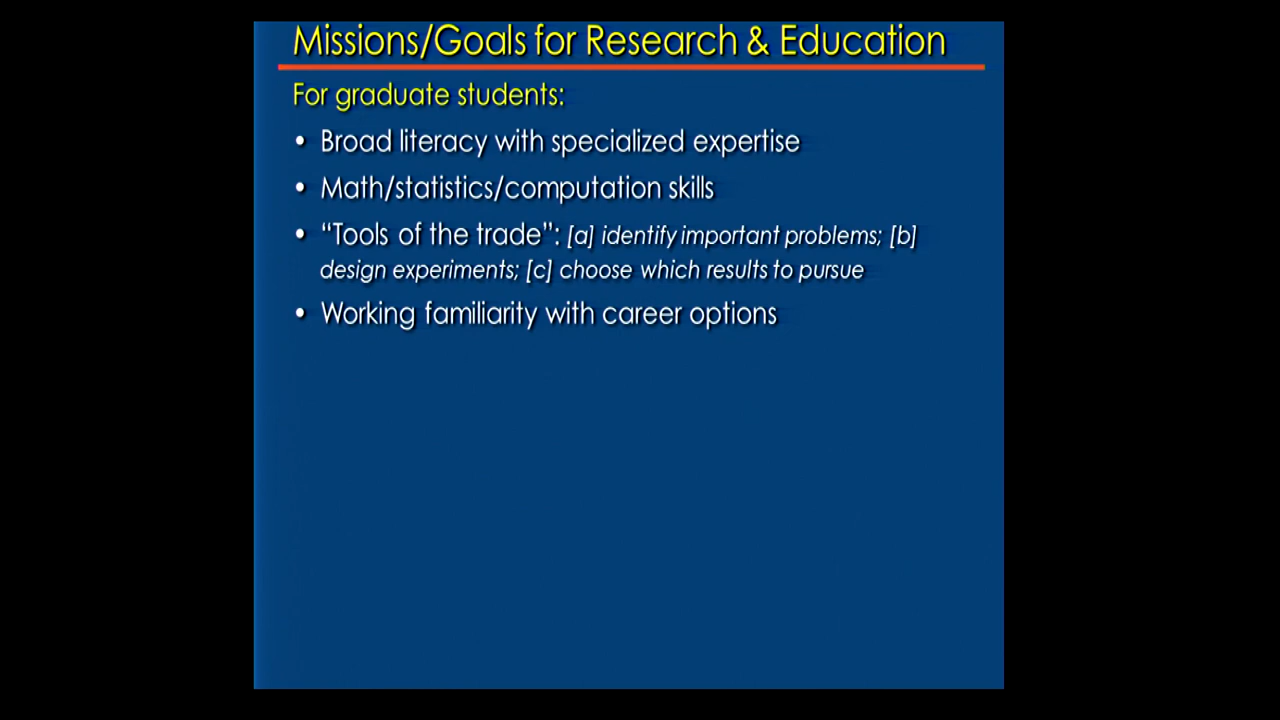 Missions/Goals for Research & Education
For graduate students:
• Broad literacy with specialized expertise
• Math/statistics/computation skills
• “Tools of the trade”: [a] identify important problems; [b]
design experiments; [c] choose which results to pursue
• Working familiarity with career options